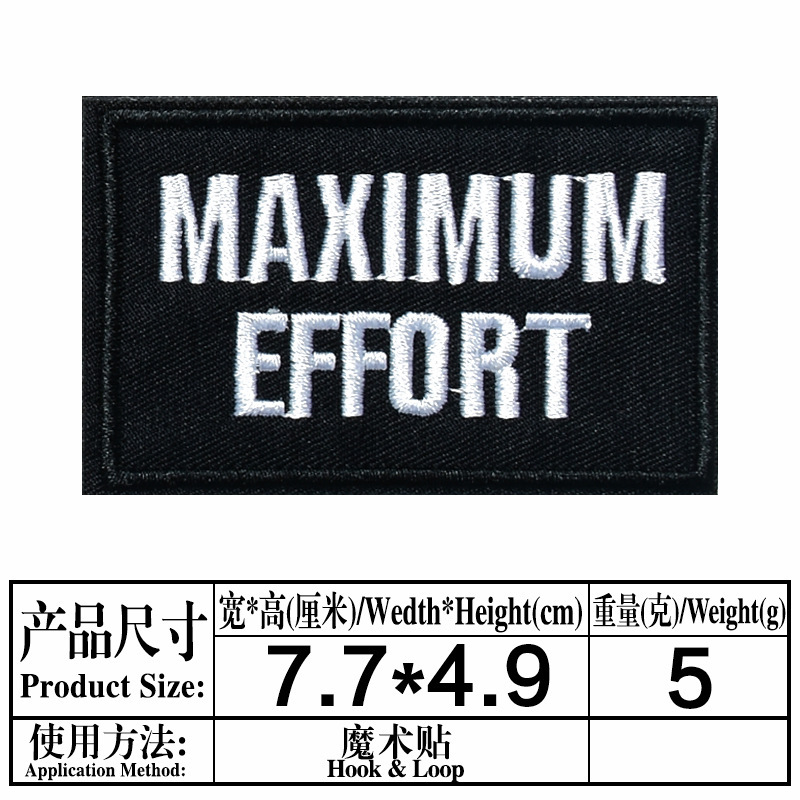 MAXIMUM
EFFORT
产品尺寸
Product Size:
宽*高(厘米)/Wedth*Height(cm)
重量(克)/Weight(g)
7.7*4.9
5
使用方法:
Application Method:
魔术贴
Hook & Loop